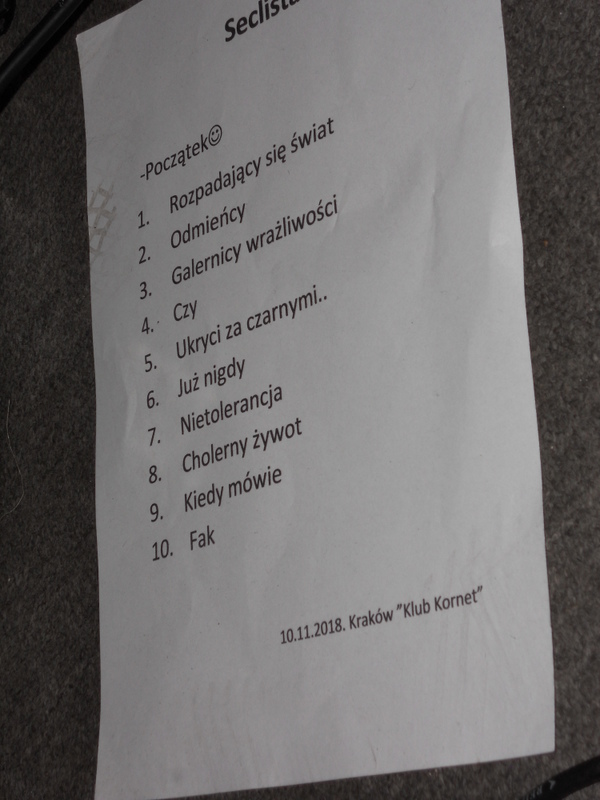 Seclista
-Początek☺
1. Rozpadający się świat
2. Odmieńcy
3. Galernicy wrażliwości
4. Czy
5. Ukryci za czarnymi..
6. Już nigdy
7. Nietolerancja
8. Cholerny żywot
9. Kiedy mówie
10. Fak
10.11.2018. Kraków ”Klub Kornet”